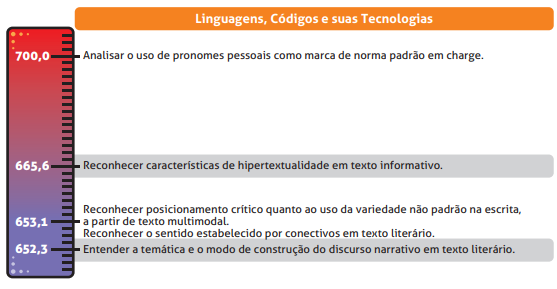 Linguagens, Códigos e suas Tecnologias
700,0 Analisar o uso de pronomes pessoais como marca de norma padrão em charge.
665,6 Reconhecer características de hipertextualidade em texto informativo.
Reconhecer posicionamento crítico quanto ao uso da variedade não padrão na escrita,
653,1 a partir de texto multimodal.
Reconhecer o sentido estabelecido por conectivos em texto literário.
652,3 Entender a temática e o modo de construção do discurso narrativo em texto literário.